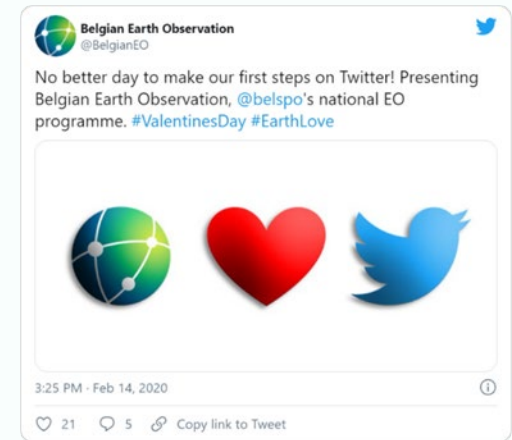 Belgian Earth Observation
@BelgianEO
No better day to make our first steps on Twitter! Presenting
Belgian Earth Observation, @belspo's national EO
programme. #ValentinesDay #EarthLove
3:25 PM · Feb 14, 2020
21 5 Copy link to Tweet